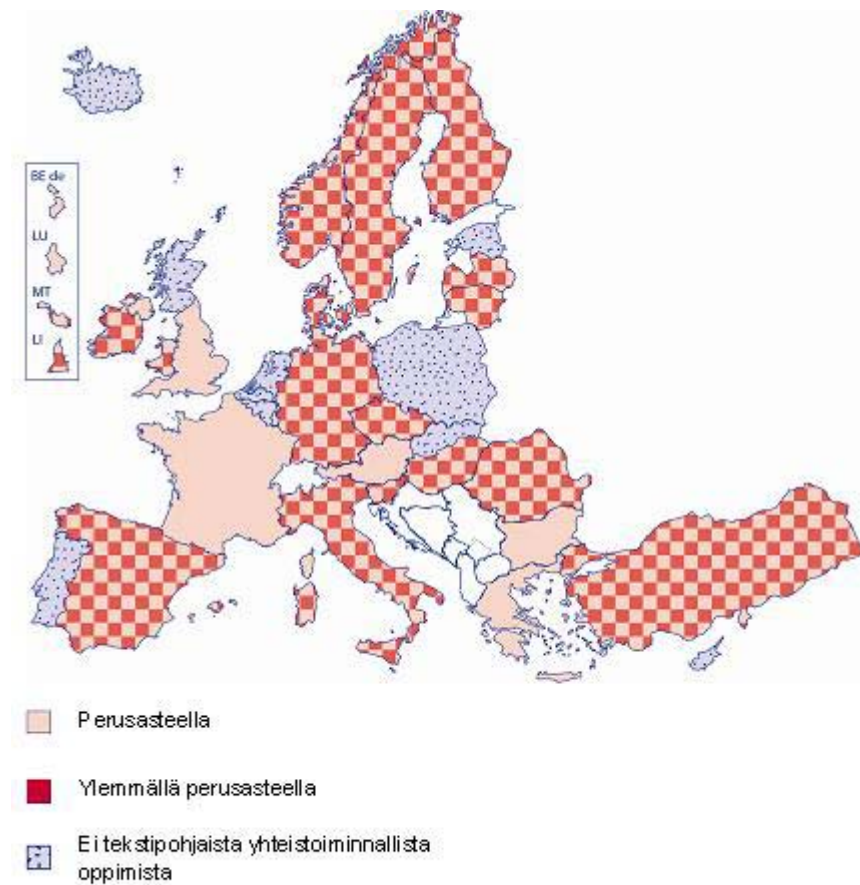 BE de
LU
MT
LI
Perusasteella
Ylemmällä perusasteella
Ei tekstipohjaista yhteistoiminnallista
oppimista